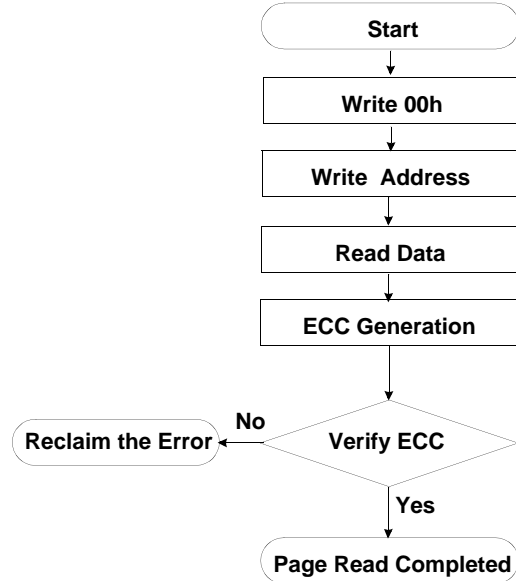 Start
Write 00h
Write Address
Read Data
ECC Generation
No
Reclaim the Error
Verify ECC
Yes
Page Read Completed